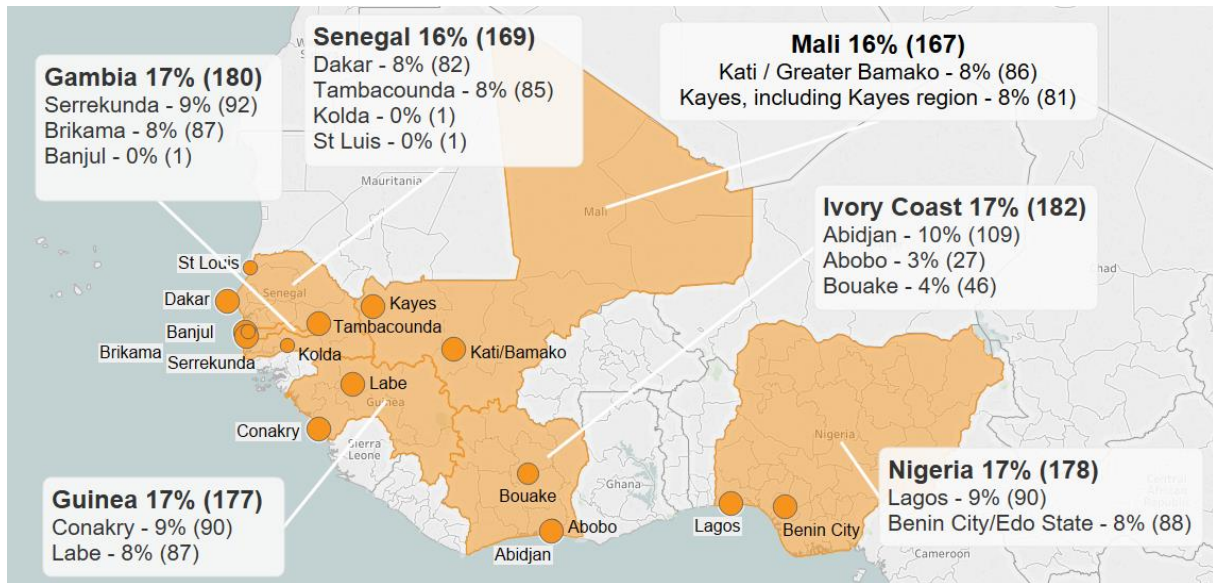 Senegal 16% (169)
Dakar - 8% (82)
Tambacounda - 8% (85)
Kolda - 0% (1)
St Luis - 0% (1)
Mali 16% (167)
Kati / Greater Bamako - 8% (86)
Kayes, including Kayes region - 8% (81)
Gambia 17% (180)
Serrekunda - 9% (92)
Brikama - 8% (87)
Banjul - 0% (1)
Mauritania
Mali
Ivory Coast 17% (182)
Abidjan - 10% (109)
Abobo - 3% (27)
Bouake - 4% (46)
St Louis
Senegal
Dakar
Kayes
Tambacounda
Banjul
Brikama
Serrekunda
Kolda
Kati/Bamako
Labe
Guinea
Conakry
Sierra
Leone
Nigeria
Bouake
Ghana
Abobo
Abidjan
Lagos
Benin City
Guinea 17% (177)
Conakry - 9% (90)
Labe - 8% (87)
Nigeria 17% (178)
Lagos - 9% (90)
Benin City/Edo State - 8% (88)
Cameroon